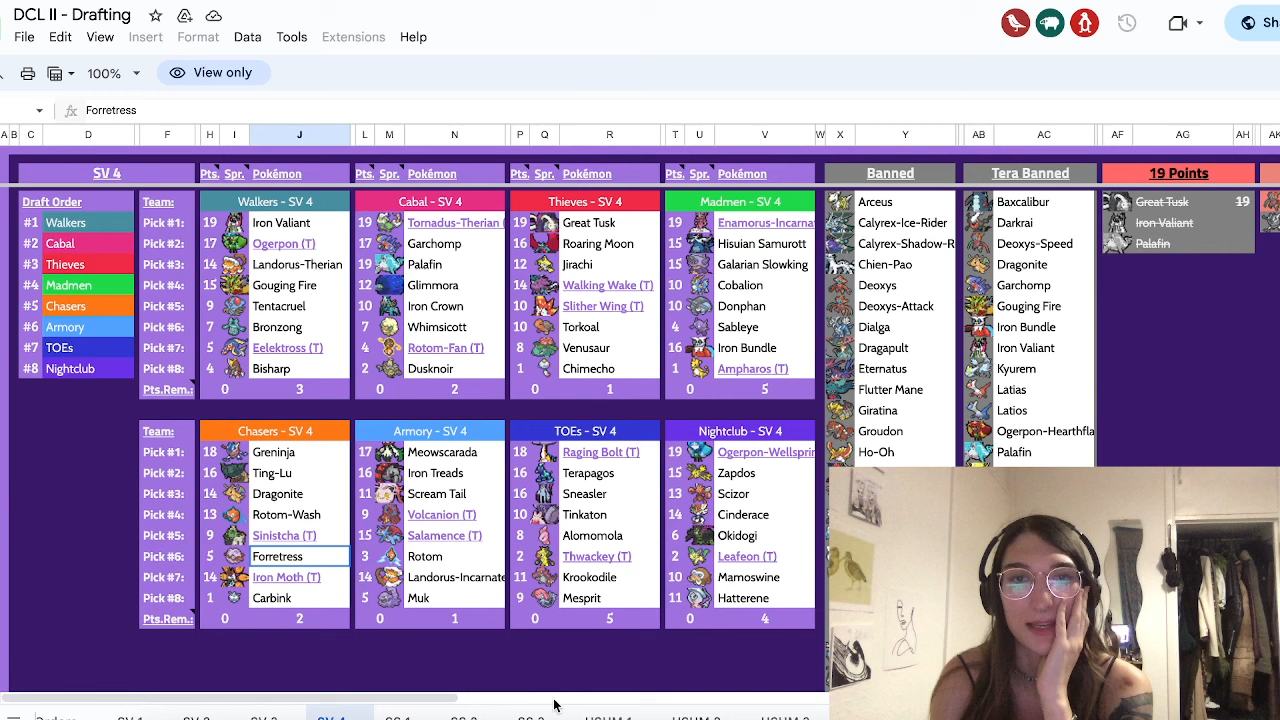 DCL II - Drafting
File Edit View Insert Format Data Tools Extensions Help
100% View only
Forretress
A B C D F H I J L M N P Q R T U V W X Y AB AC AF AG AH
SV 4 Pts. Spr. Pokémon Pts. Spr. Pokémon Pts. Spr. Pokémon Pts. Spr. Pokémon Banned Tera Banned 19 Points
Draft Order Team: Walkers - SV 4 Cabal - SV 4 Thieves - SV 4 Madmen - SV 4 Arceus Baxcalibur Great Tusk 19
#1 Walkers Pick #1: 19 Iron Valiant 19 Tornadus-Therian 19 Great Tusk 19 Enamorus-Incarna Calyrex-Ice-Rider Darkrai Iron Valiant
#2 Cabal Pick #2: 17 Ogerpon (T) 17 Garchomp 16 Roaring Moon 15 Hisuian Samurott Calyrex-Shadow-R Deoxys-Speed Palafin
#3 Thieves Pick #3: 14 Landorus-Therian 19 Palafin 12 Jirachi 15 Galarian Slowking Chien-Pao Dragonite
#4 Madmen Pick #4: 15 Gouging Fire 12 Glimmora 14 Walking Wake (T) 10 Cobalion Deoxys Garchomp
#5 Chasers Pick #5: 9 Tentacruel 10 Iron Crown 10 Slither Wing (T) 10 Donphan Deoxys-Attack Gouging Fire
#6 Armory Pick #6: 7 Bronzong 7 Whimsicott 10 Torkoal 4 Sableye Dialga Iron Bundle
#7 TOEs Pick #7: 5 Eelektross (T) 4 Rotom-Fan (T) 8 Venusaur 16 Iron Bundle Dragapult Iron Valiant
#8 Nightclub Pick #8: 4 Bisharp 2 Dusknoir 1 Chimecho 1 Ampharos (T) Eternatus Kyurem
Pts.Rem.: 0 3 0 2 0 1 0 5 Flutter Mane Latias
Giratina Latios
Team: Chasers - SV 4 Armory - SV 4 TOEs - SV 4 Nightclub - SV 4 Groudon Ogerpon-Hearthfla
Pick #1: 18 Greninja 17 Meowscarada 18 Raging Bolt (T) 19 Ogerpon-Wellsprin Ho-Oh Palafin
Pick #2: 16 Ting-Lu 16 Iron Treads 16 Terapagos 15 Zapdos
Pick #3: 14 Dragonite 11 Scream Tail 16 Sneasler 13 Scizor
Pick #4: 13 Rotom-Wash 9 Volcanion (T) 10 Tinkaton 14 Cinderace
Pick #5: 9 Sinistcha (T) 15 Salamence (T) 8 Alomomola 6 Okidogi
Pick #6: 5 Forretress 3 Rotom 2 Thwackey (T) 2 Leafeon (T)
Pick #7: 14 Iron Moth (T) 14 Landorus-Incarnate 11 Krookodile 10 Mamoswine
Pick #8: 1 Carbink 5 Muk 9 Mesprit 11 Hatterene
Pts.Rem.: 0 2 0 1 0 5 0 4